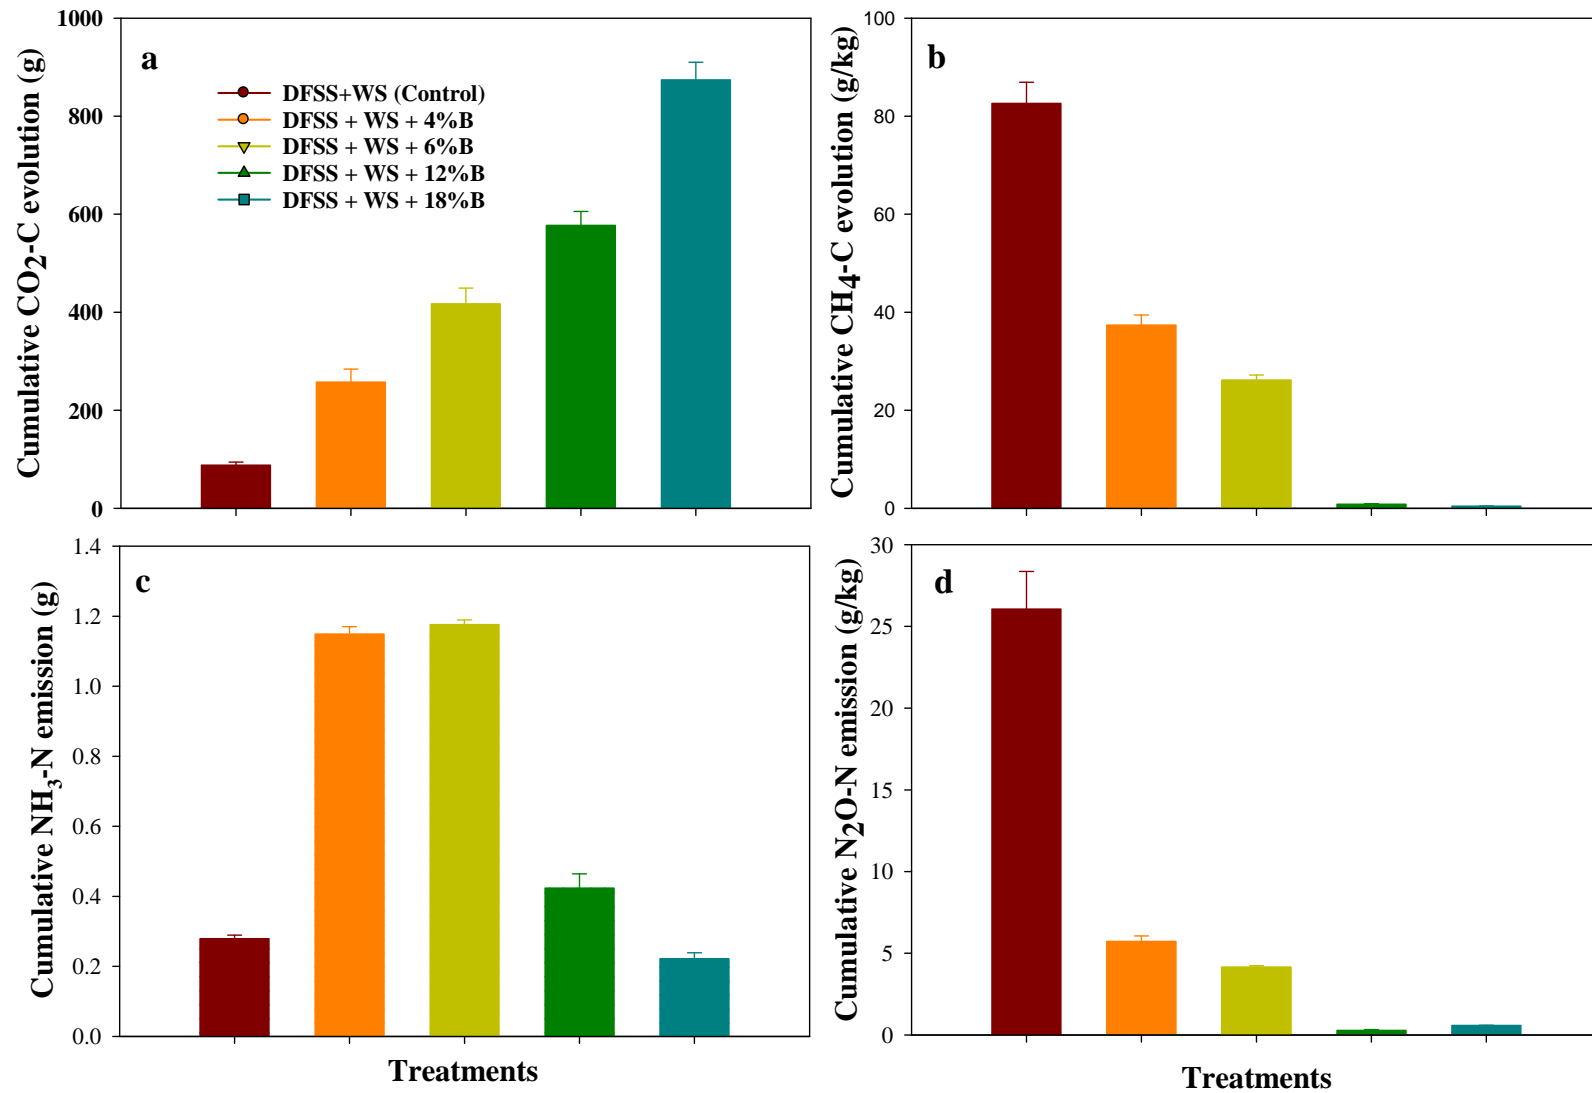 a
Cumulative CO2-C evolution (g)
1000
800
600
400
200
0
DFSS+WS (Control)
DFSS + WS + 4%B
DFSS + WS + 6%B
DFSS + WS + 12%B
DFSS + WS + 18%B
b
Cumulative CH4-C evolution (g/kg)
100
80
60
40
20
0
c
Cumulative NH3-N emission (g)
1.4
1.2
1.0
0.8
0.6
0.4
0.2
0.0
Treatments
d
Cumulative N2O-N emission (g/kg)
30
25
20
15
10
5
0
Treatments